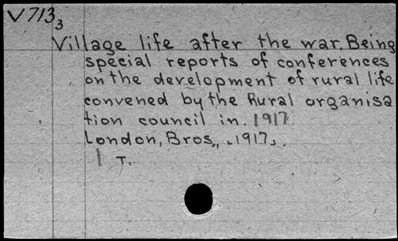 V713₃
Village life after the war. Being
special reports of conferences
on the development of rural life
convened by the Rural organisa
tion council in. 1917
London, Bros., 1917.
1 T.